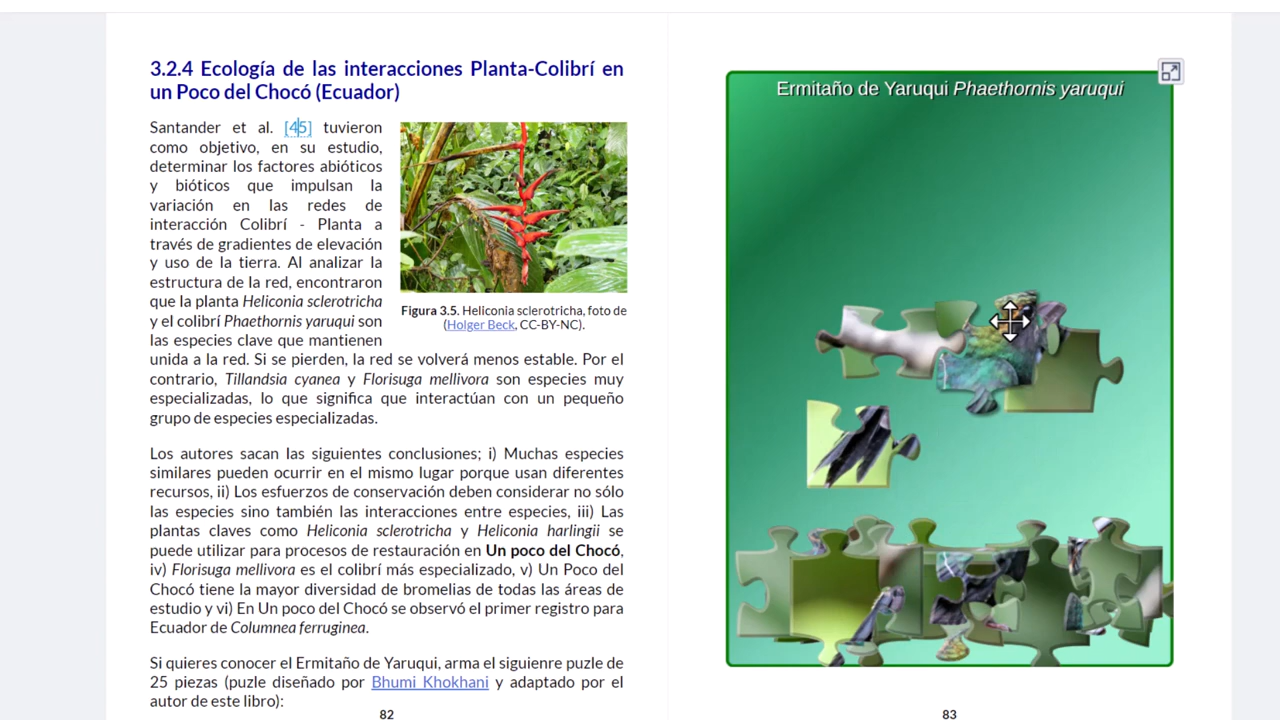 3.2.4 Ecología de las interacciones Planta-Colibrí en
un Poco del Chocó (Ecuador)
Santander et al. [45] tuvieron
como objetivo, en su estudio,
determinar los factores abióticos
y bióticos que impulsan la
variación en las redes de
interacción Colibrí - Planta a
través de gradientes de elevación
y uso de la tierra. Al analizar la
estructura de la red, encontraron
que la planta Heliconia sclerotricha
y el colibrí Phaethornis yaruqui son
las especies clave que mantienen
unida a la red. Si se pierden, la red se volverá menos estable. Por el
contrario, Tillandsia cyanea y Florisuga mellivora son especies muy
especializadas, lo que significa que interactúan con un pequeño
grupo de especies especializadas.
Figura 3.5. Heliconia sclerotricha, foto de
(Holger Beck, CC-BY-NC).
Los autores sacan las siguientes conclusiones; i) Muchas especies
similares pueden ocurrir en el mismo lugar porque usan diferentes
recursos, ii) Los esfuerzos de conservación deben considerar no sólo
las especies sino también las interacciones entre especies, iii) Las
plantas claves como Heliconia sclerotricha y Heliconia harlingii se
puede utilizar para procesos de restauración en Un poco del Chocó,
iv) Florisuga mellivora es el colibrí más especializado, v) Un Poco del
Chocó tiene la mayor diversidad de bromelias de todas las áreas de
estudio y vi) En Un poco del Chocó se observó el primer registro para
Ecuador de Columnea ferruginea.
Si quieres conocer el Ermitaño de Yaruqui, arma el siguienre puzle de
25 piezas (puzle diseñado por Bhumi Khokhani y adaptado por el
autor de este libro):
82
Ermitaño de Yaruqui Phaethornis yaruqui
83